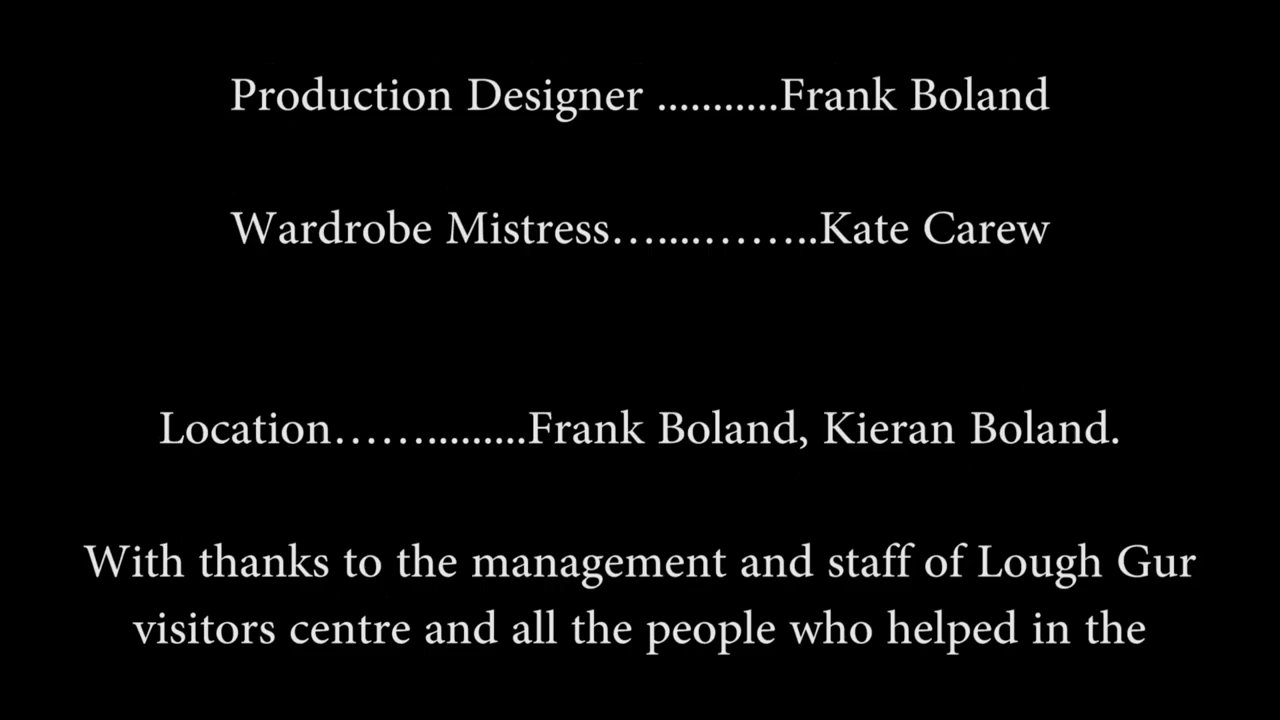 Production Designer ...........Frank Boland
Wardrobe Mistress…....……..Kate Carew
Location…….........Frank Boland, Kieran Boland.
With thanks to the management and staff of Lough Gur
visitors centre and all the people who helped in the